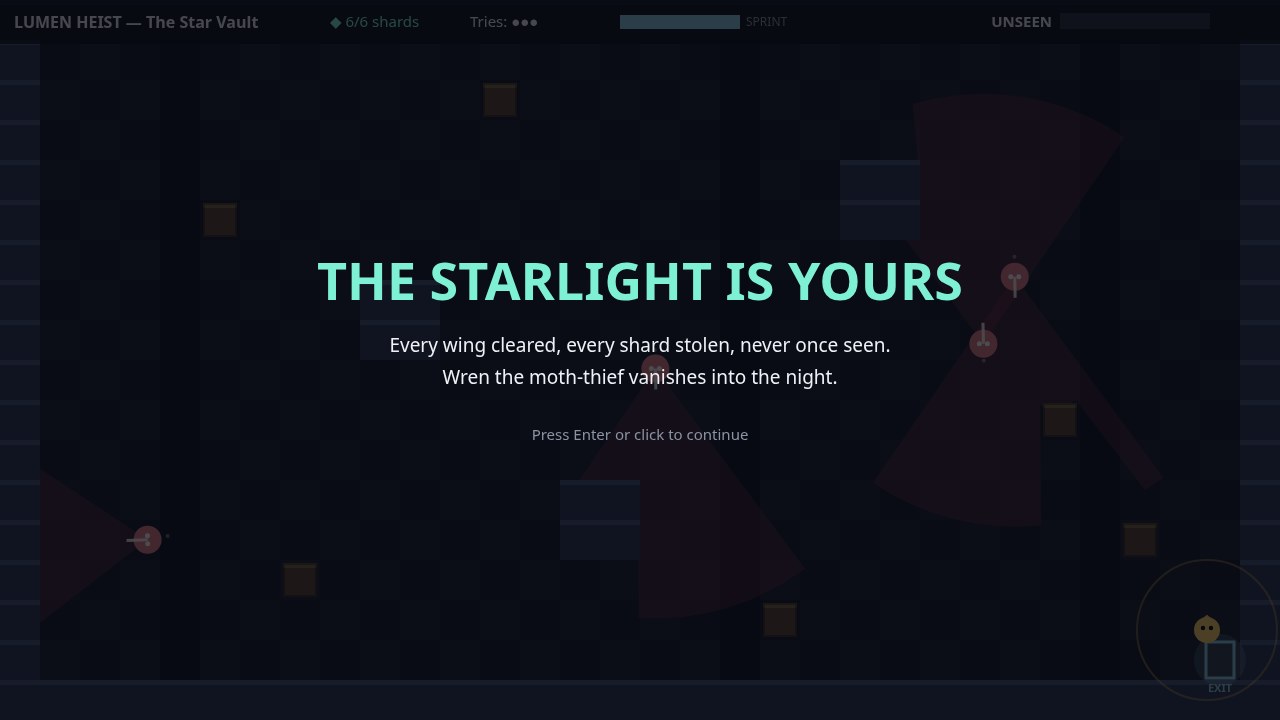 LUMEN HEIST — The Star Vault
◆ 6/6 shards
Tries: ●●●
SPRINT
UNSEEN
THE STARLIGHT IS YOURS
Every wing cleared, every shard stolen, never once seen.
Wren the moth-thief vanishes into the night.
Press Enter or click to continue
EXIT